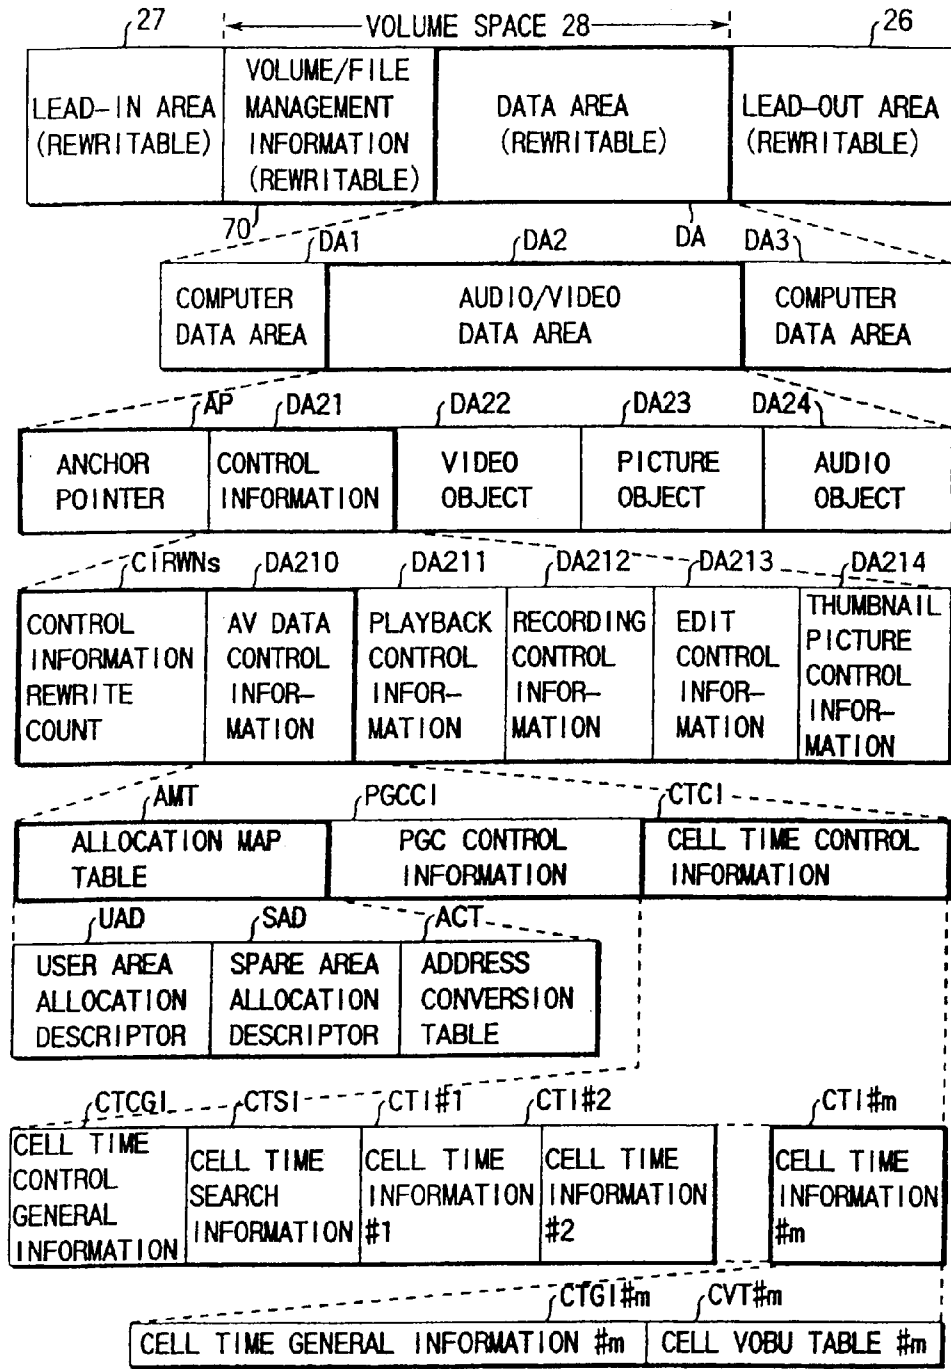 27
VOLUME SPACE 28
26
LEAD-IN AREA
(REWRITABLE)
VOLUME/FILE
MANAGEMENT
INFORMATION
(REWRITABLE)
DATA AREA
(REWRITABLE)
LEAD-OUT AREA
(REWRITABLE)
70
DA1
DA2
DA
DA3
COMPUTER
DATA AREA
AUDIO/VIDEO
DATA AREA
COMPUTER
DATA AREA
AP
DA21
DA22
DA23
DA24
ANCHOR
POINTER
CONTROL
INFORMATION
VIDEO
OBJECT
PICTURE
OBJECT
AUDIO
OBJECT
CIRWNs
DA210
DA211
DA212
DA213
DA214
CONTROL
INFORMATION
REWRITE
COUNT
AV DATA
CONTROL
INFOR-
MATION
PLAYBACK
CONTROL
INFOR-
MATION
RECORDING
CONTROL
INFOR-
MATION
EDIT
CONTROL
INFOR-
MATION
THUMBNAIL
PICTURE
CONTROL
INFOR-
MATION
AMT
PGCCI
CTCI
ALLOCATION MAP
TABLE
PGC CONTROL
INFORMATION
CELL TIME CONTROL
INFORMATION
UAD
SAD
ACT
USER AREA
ALLOCATION
DESCRIPTOR
SPARE AREA
ALLOCATION
DESCRIPTOR
ADDRESS
CONVERSION
TABLE
CTCGI
CTSI
CTI#1
CTI#2
CTI#m
CELL TIME
CONTROL
GENERAL
INFORMATION
CELL TIME
SEARCH
INFORMATION
CELL TIME
INFORMATION
#1
CELL TIME
INFORMATION
#2
CELL TIME
INFORMATION
#m
CTGI#m
CVT#m
CELL TIME GENERAL INFORMATION #m
CELL VOBU TABLE #m